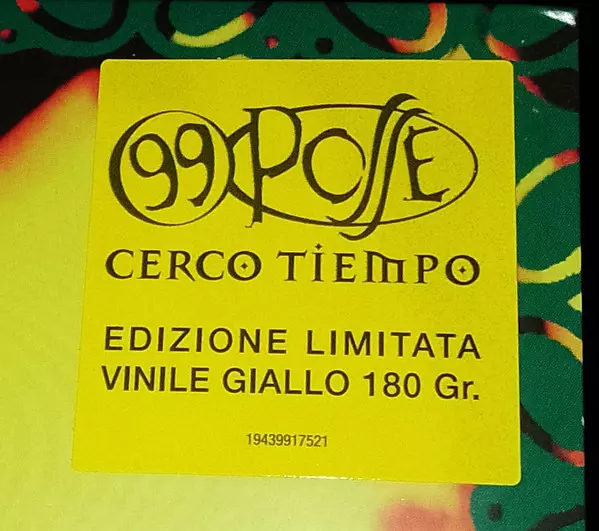 99 POSSE
CERCO TiEMPO
EDIZIONE LIMITATA
VINILE GIALLO 180 Gr.
19439917521